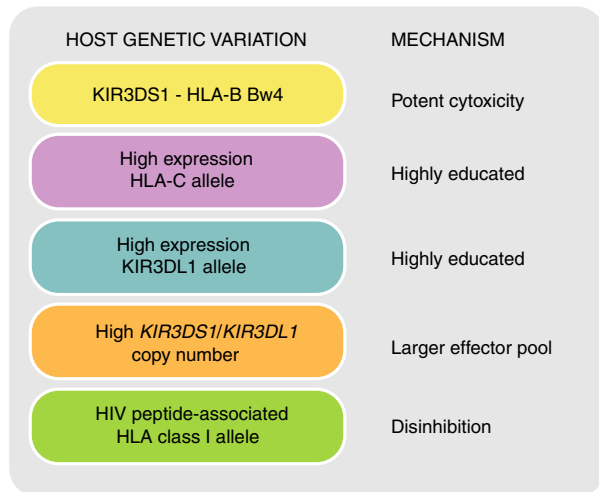 HOST GENETIC VARIATION MECHANISM
KIR3DS1 - HLA-B Bw4
Potent cytoxicity
High expression
HLA-C allele
Highly educated
High expression
KIR3DL1 allele
Highly educated
High KIR3DS1/KIR3DL1
copy number
Larger effector pool
HIV peptide-associated
HLA class I allele
Disinhibition